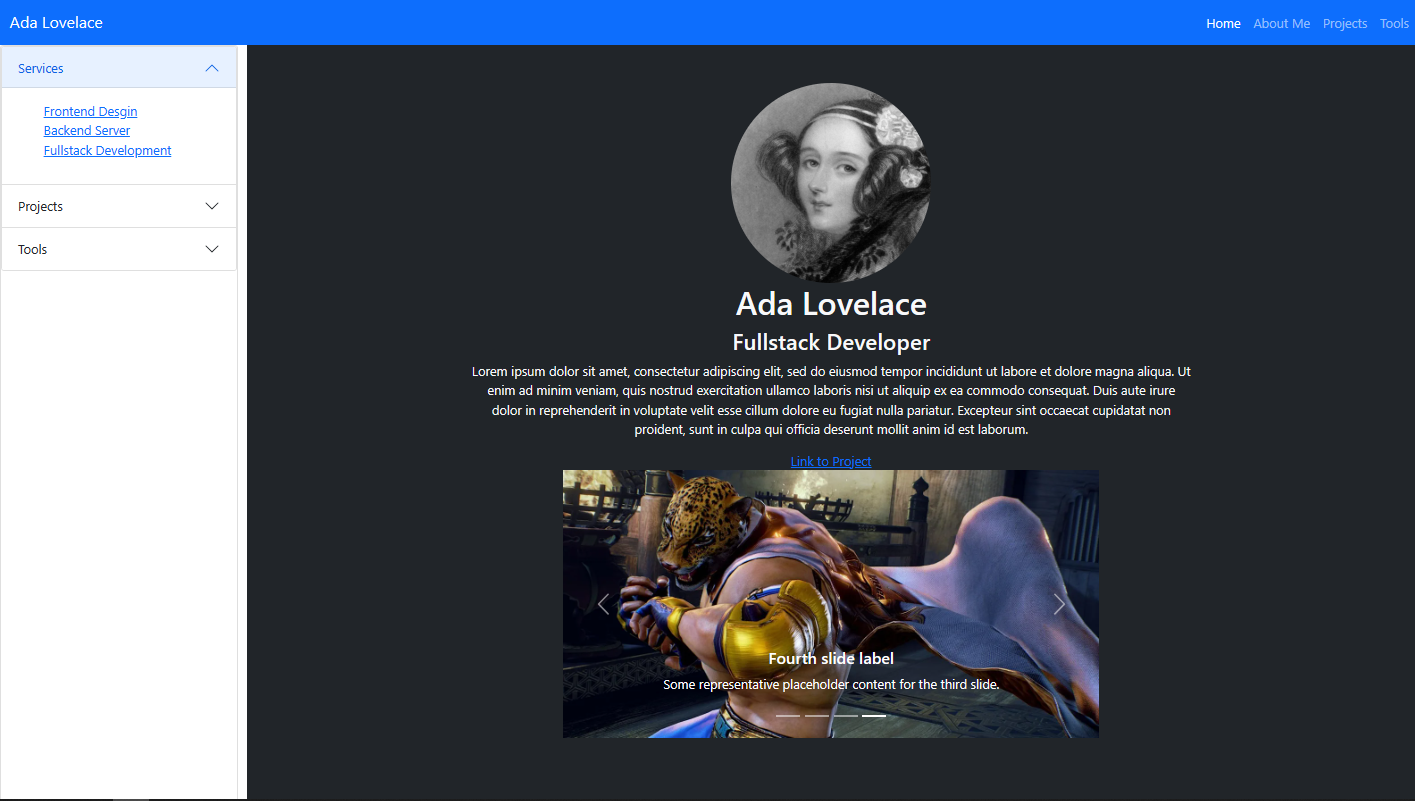 Ada Lovelace
Home About Me Projects Tools
Services
Frontend Desgin
Backend Server
Fullstack Development
Projects
Tools
Ada Lovelace
Fullstack Developer
Lorem ipsum dolor sit amet, consectetur adipiscing elit, sed do eiusmod tempor incididunt ut labore et dolore magna aliqua. Ut
enim ad minim veniam, quis nostrud exercitation ullamco laboris nisi ut aliquip ex ea commodo consequat. Duis aute irure
dolor in reprehenderit in voluptate velit esse cillum dolore eu fugiat nulla pariatur. Excepteur sint occaecat cupidatat non
proident, sunt in culpa qui officia deserunt mollit anim id est laborum.
Link to Project
Fourth slide label
Some representative placeholder content for the third slide.